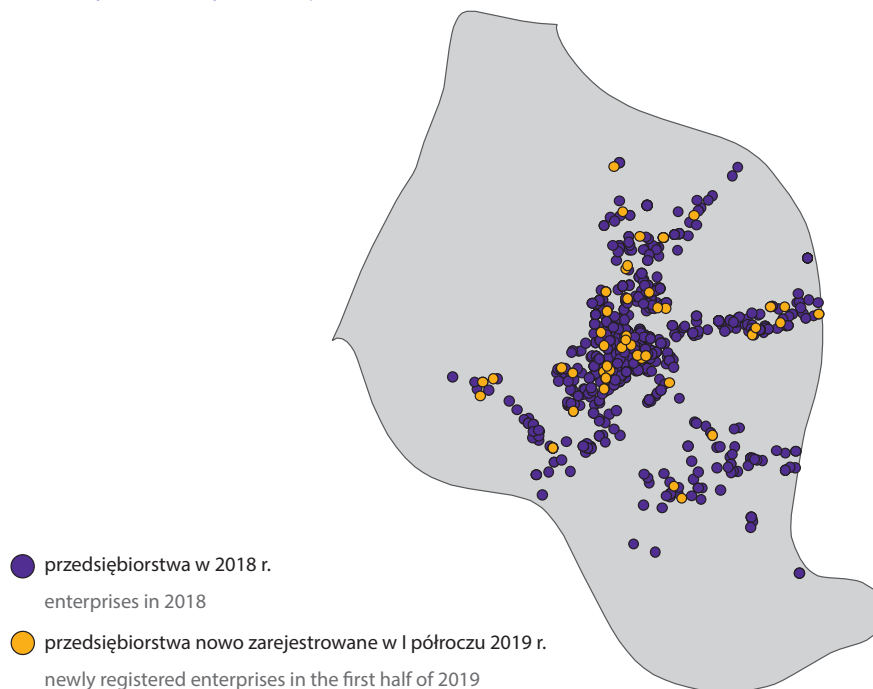 przedsiębiorstwa w 2018 r.
enterprises in 2018
przedsiębiorstwa nowo zarejestrowane w I półroczu 2019 r.
newly registered enterprises in the first half of 2019